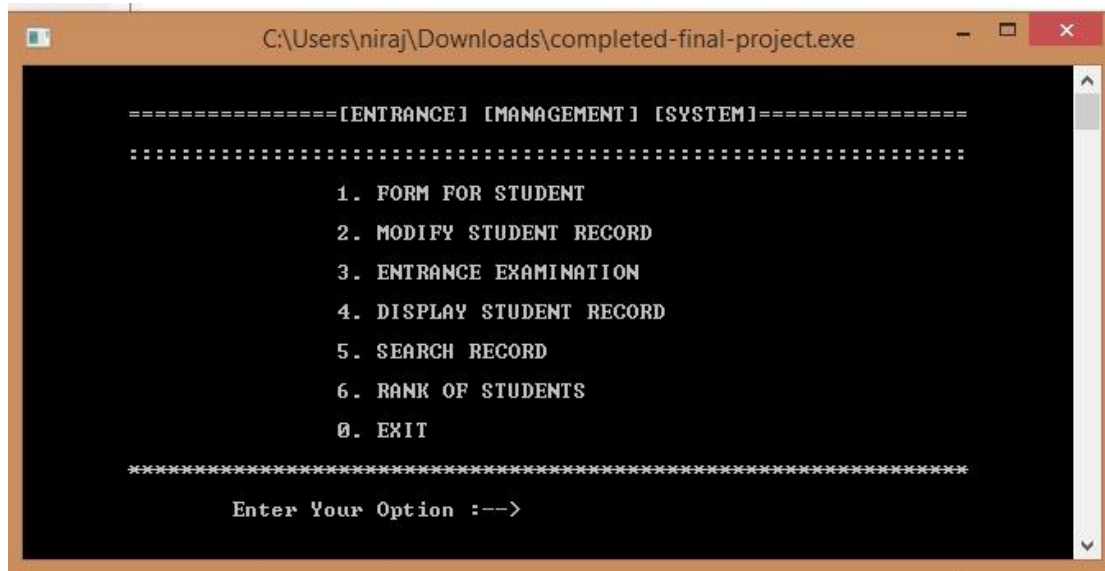 C:\Users\niraj\Downloads\completed-final-project.exe
================[ENTRANCE] [MANAGEMENT] [SYSTEM]================
::::::::::::::::::::::::::::::::::::::::::::::::::::::::::::::::
1. FORM FOR STUDENT
2. MODIFY STUDENT RECORD
3. ENTRANCE EXAMINATION
4. DISPLAY STUDENT RECORD
5. SEARCH RECORD
6. RANK OF STUDENTS
0. EXIT
****************************************************************
Enter Your Option :-->